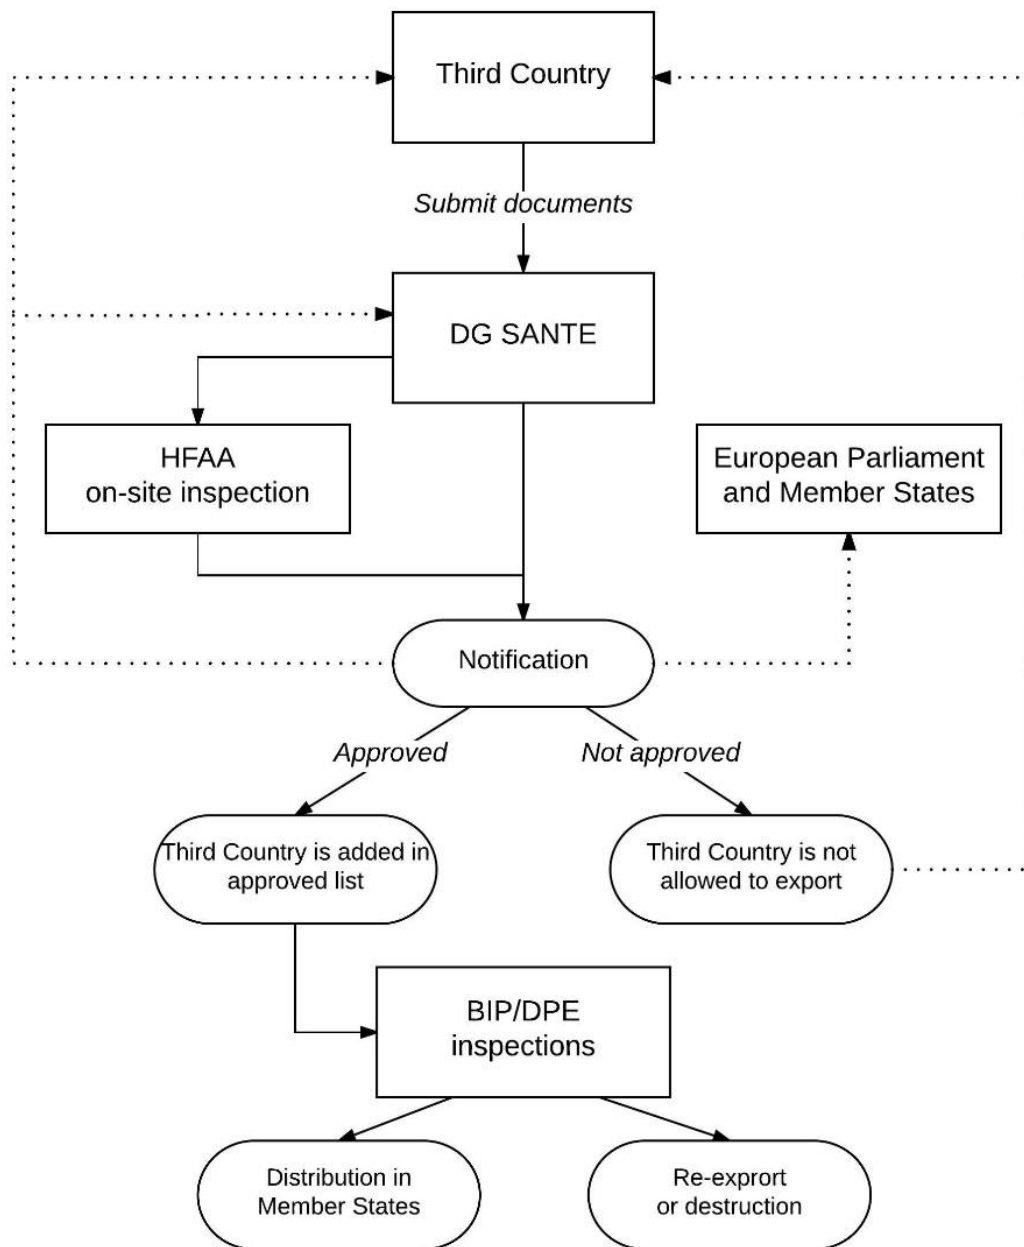 Third Country
Submit documents
DG SANTE
HFAA
on-site inspection
European Parliament
and Member States
Notification
Approved
Not approved
Third Country is added in
approved list
Third Country is not
allowed to export
BIP/DPE
inspections
Distribution in
Member States
Re-exprort
or destruction